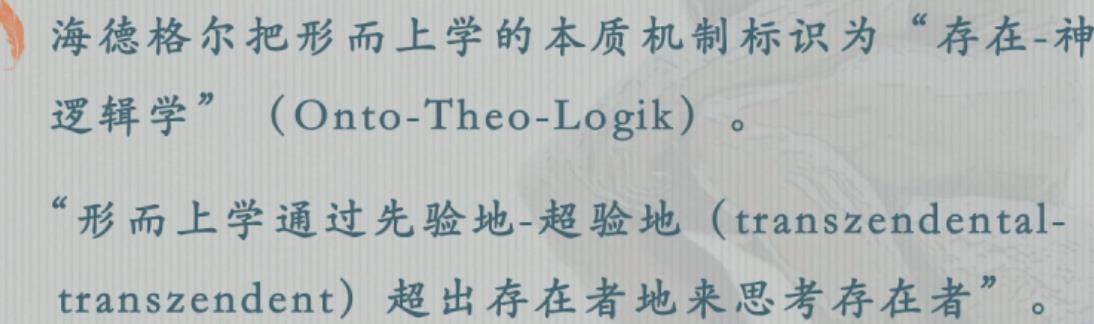 海德格尔把形而上学的本质机制标识为“存在-神
逻辑学”（Onto-Theo-Logik）。
“形而上学通过先验地-超验地（transzendental-
transzendent）超出存在者地来思考存在者”。